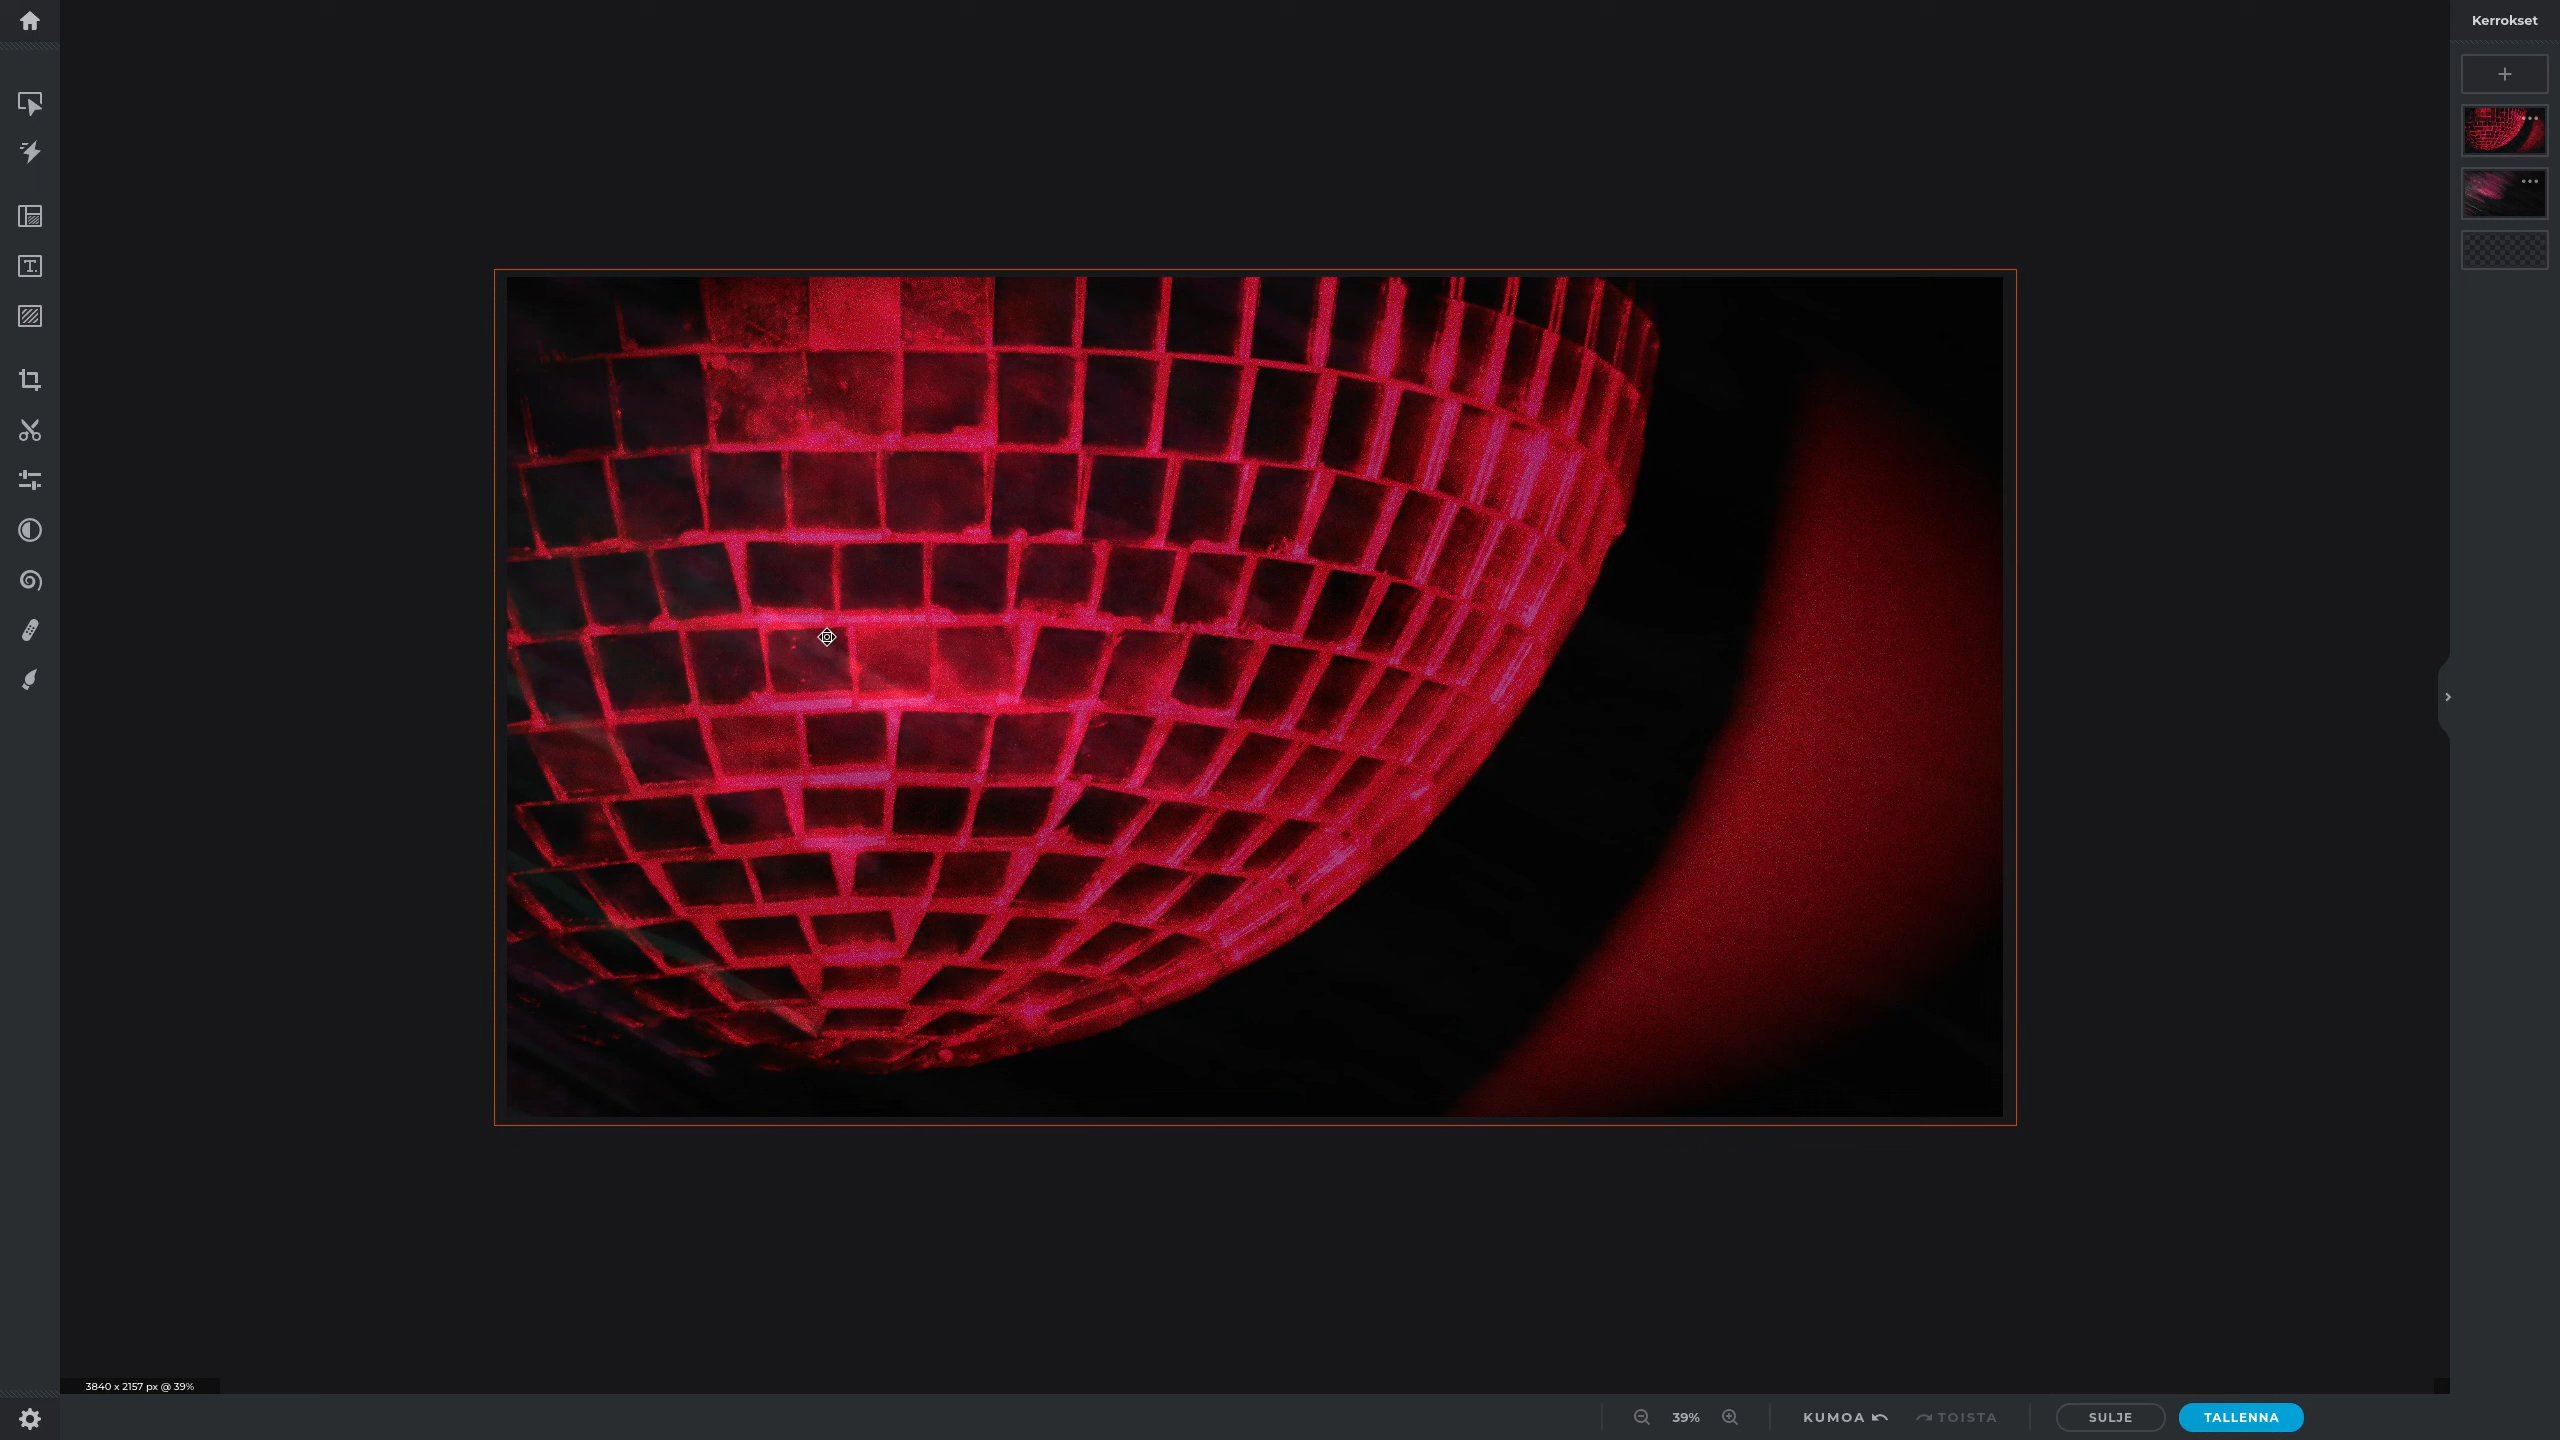 Kerrokset
3840 x 2157 px @ 39%
39%
KUMOA
TOISTA
SULJE
TALLENNA